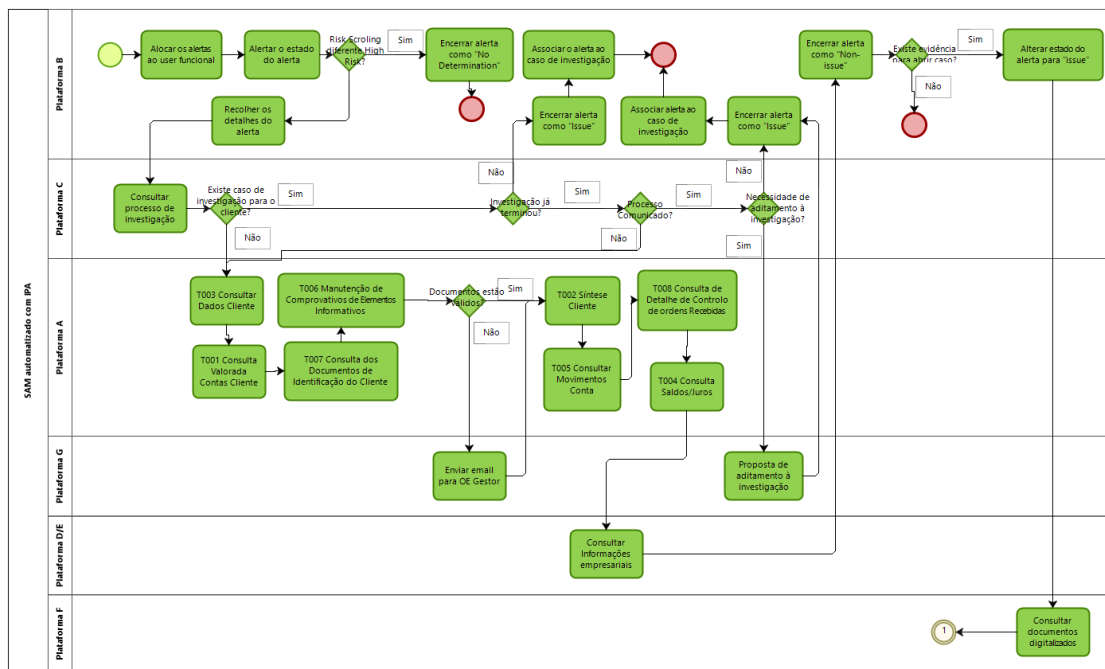 SAM automatizado com IPA
Plataforma B
Alocar os alertas
ao user funcional
Alertar o estado
do alerta
Risk Scroling
diferente High
Risk?
Sim
Encerrar alerta
como "No
Determination"
Recolher os
detalhes do
alerta
Associar o alerta ao
caso de investigação
Encerrar alerta
como "Issue"
Associar alerta ao
caso de
investigação
Encerrar alerta
como "Issue"
Encerrar alerta
como "Non-
issue"
Existe evidência
para abrir caso?
Sim
Não
Alterar estado do
alerta para "Issue"
Plataforma C
Consultar
processo de
investigação
Existe caso de
investigação para o
cliente?
Sim
Não
Não
Investigação já
terminou?
Sim
Processo
Comunicado?
Sim
Não
Não
Necessidade de
aditamento à
investigação?
Sim
Plataforma A
T003 Consultar
Dados Cliente
T001 Consulta
Valorada
Contas Cliente
T006 Manutenção de
Comprovativos de Elementos
Informativos
T007 Consulta dos
Documentos de
Identificação do Cliente
Documentos estão
válidos?
Sim
Não
T002 Síntese
Cliente
T005 Consultar
Movimentos
Conta
T008 Consulta de
Detalhe de Controlo
de ordens Recebidas
T004 Consulta
Saldos/Juros
Plataforma G
Enviar email
para OE Gestor
Proposta de
aditamento à
investigação
Plataforma D/E
Consultar
Informações
empresariais
Plataforma F
1
Consultar
documentos
digitalizados